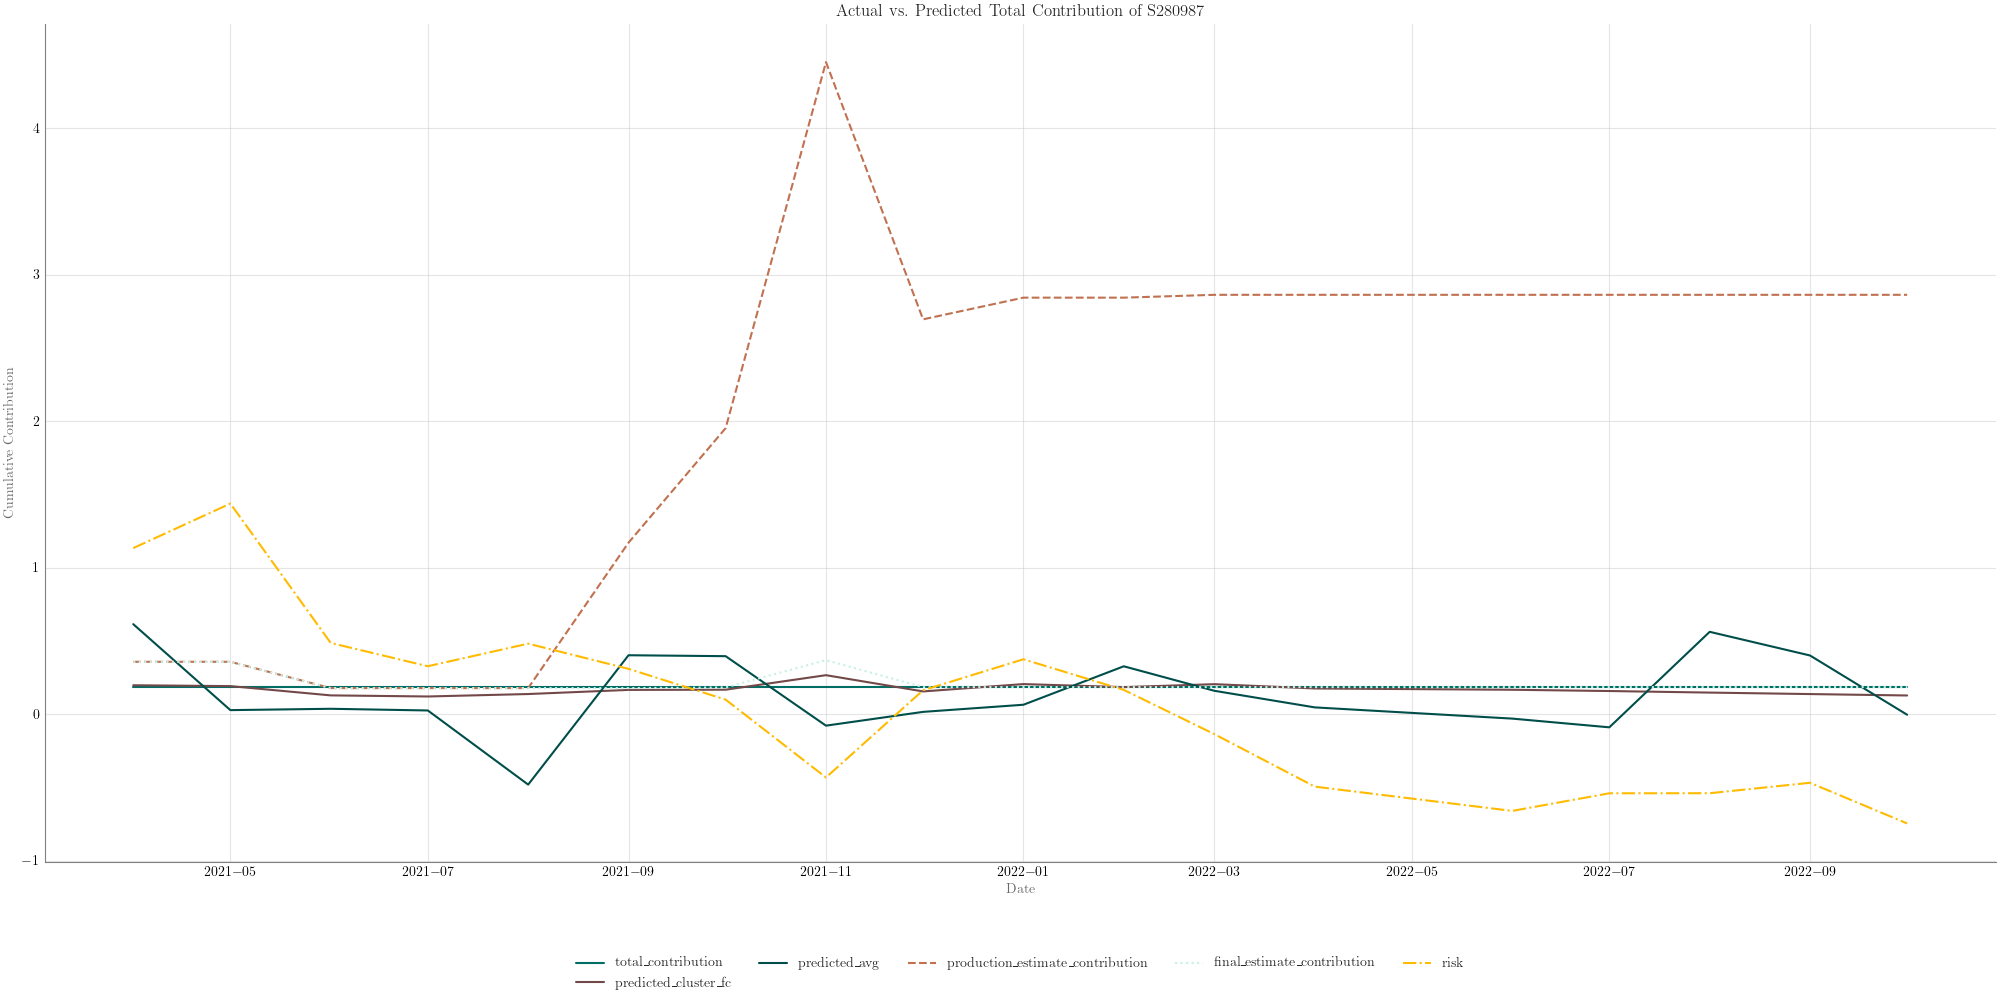 Actual vs. Predicted Total Contribution of S280987
Cumulative Contribution
4
3
2
1
0
−1
2021−05 2021−07 2021−09 2021−11 2022−01 2022−03 2022−05 2022−07 2022−09
Date
total_contribution predicted_avg production_estimate_contribution final_estimate_contribution risk
predicted_cluster_fc